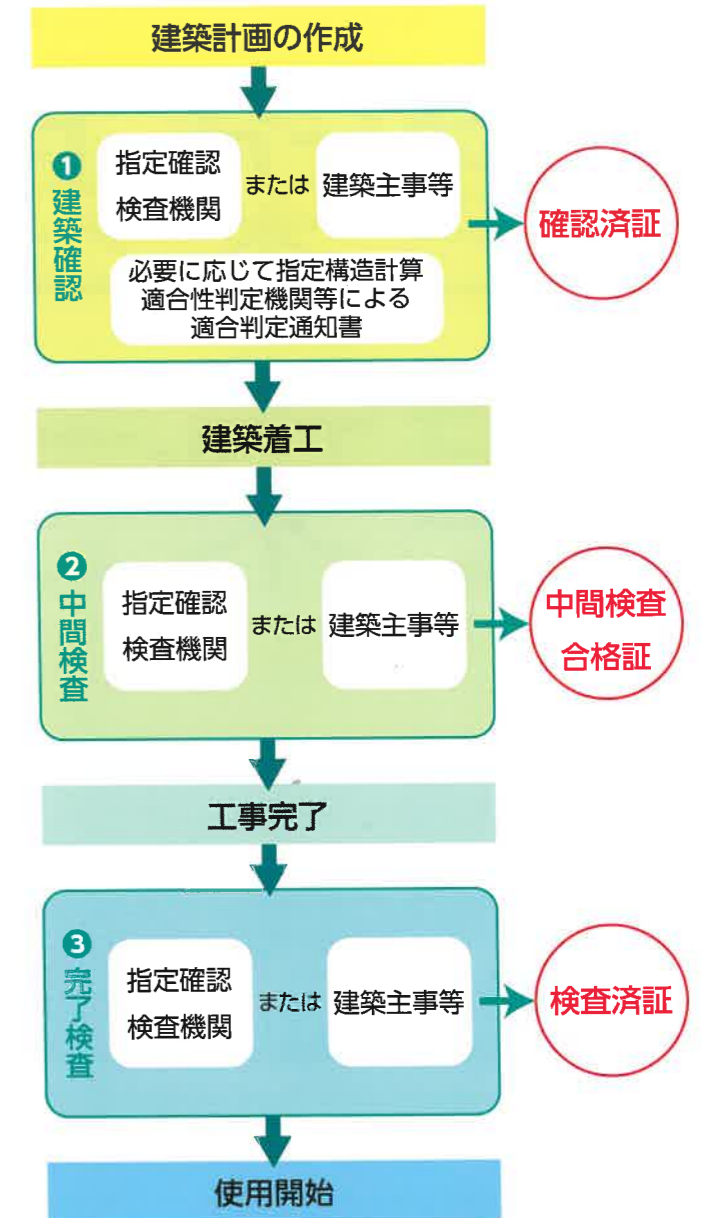 建築計画の作成
❶建築確認
指定確認
検査機関
または
建築主事等
確認済証
必要に応じて指定構造計算
適合性判定機関等による
適合判定通知書
建築着工
❷中間検査
指定確認
検査機関
または
建築主事等
中間検査
合格証
工事完了
❸完了検査
指定確認
検査機関
または
建築主事等
検査済証
使用開始